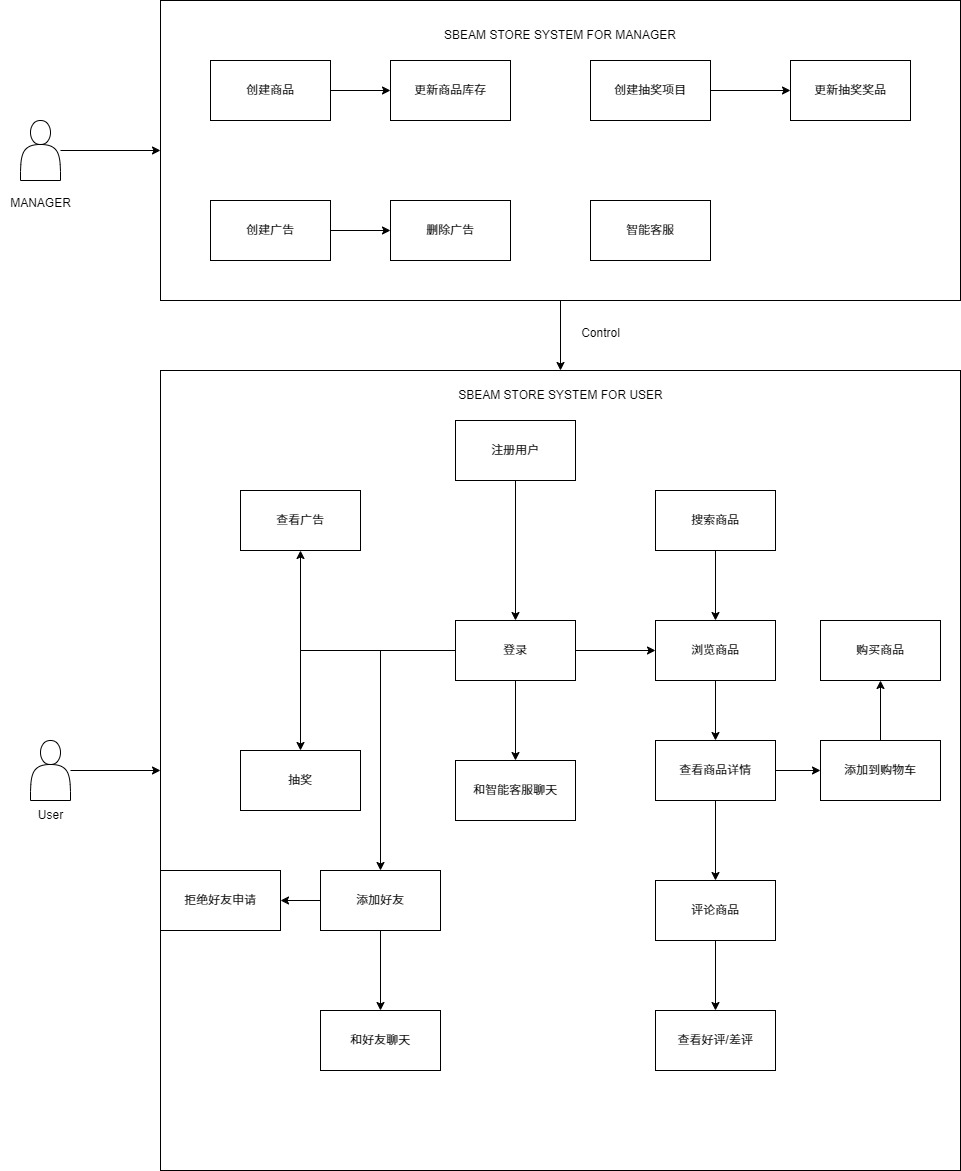 SBEAM STORE SYSTEM FOR MANAGER
创建商品
更新商品库存
创建抽奖项目
更新抽奖奖品
MANAGER
创建广告
删除广告
智能客服
Control
SBEAM STORE SYSTEM FOR USER
注册用户
查看广告
搜索商品
登录
浏览商品
购买商品
抽奖
和智能客服聊天
查看商品详情
添加到购物车
User
拒绝好友申请
添加好友
评论商品
和好友聊天
查看好评/差评